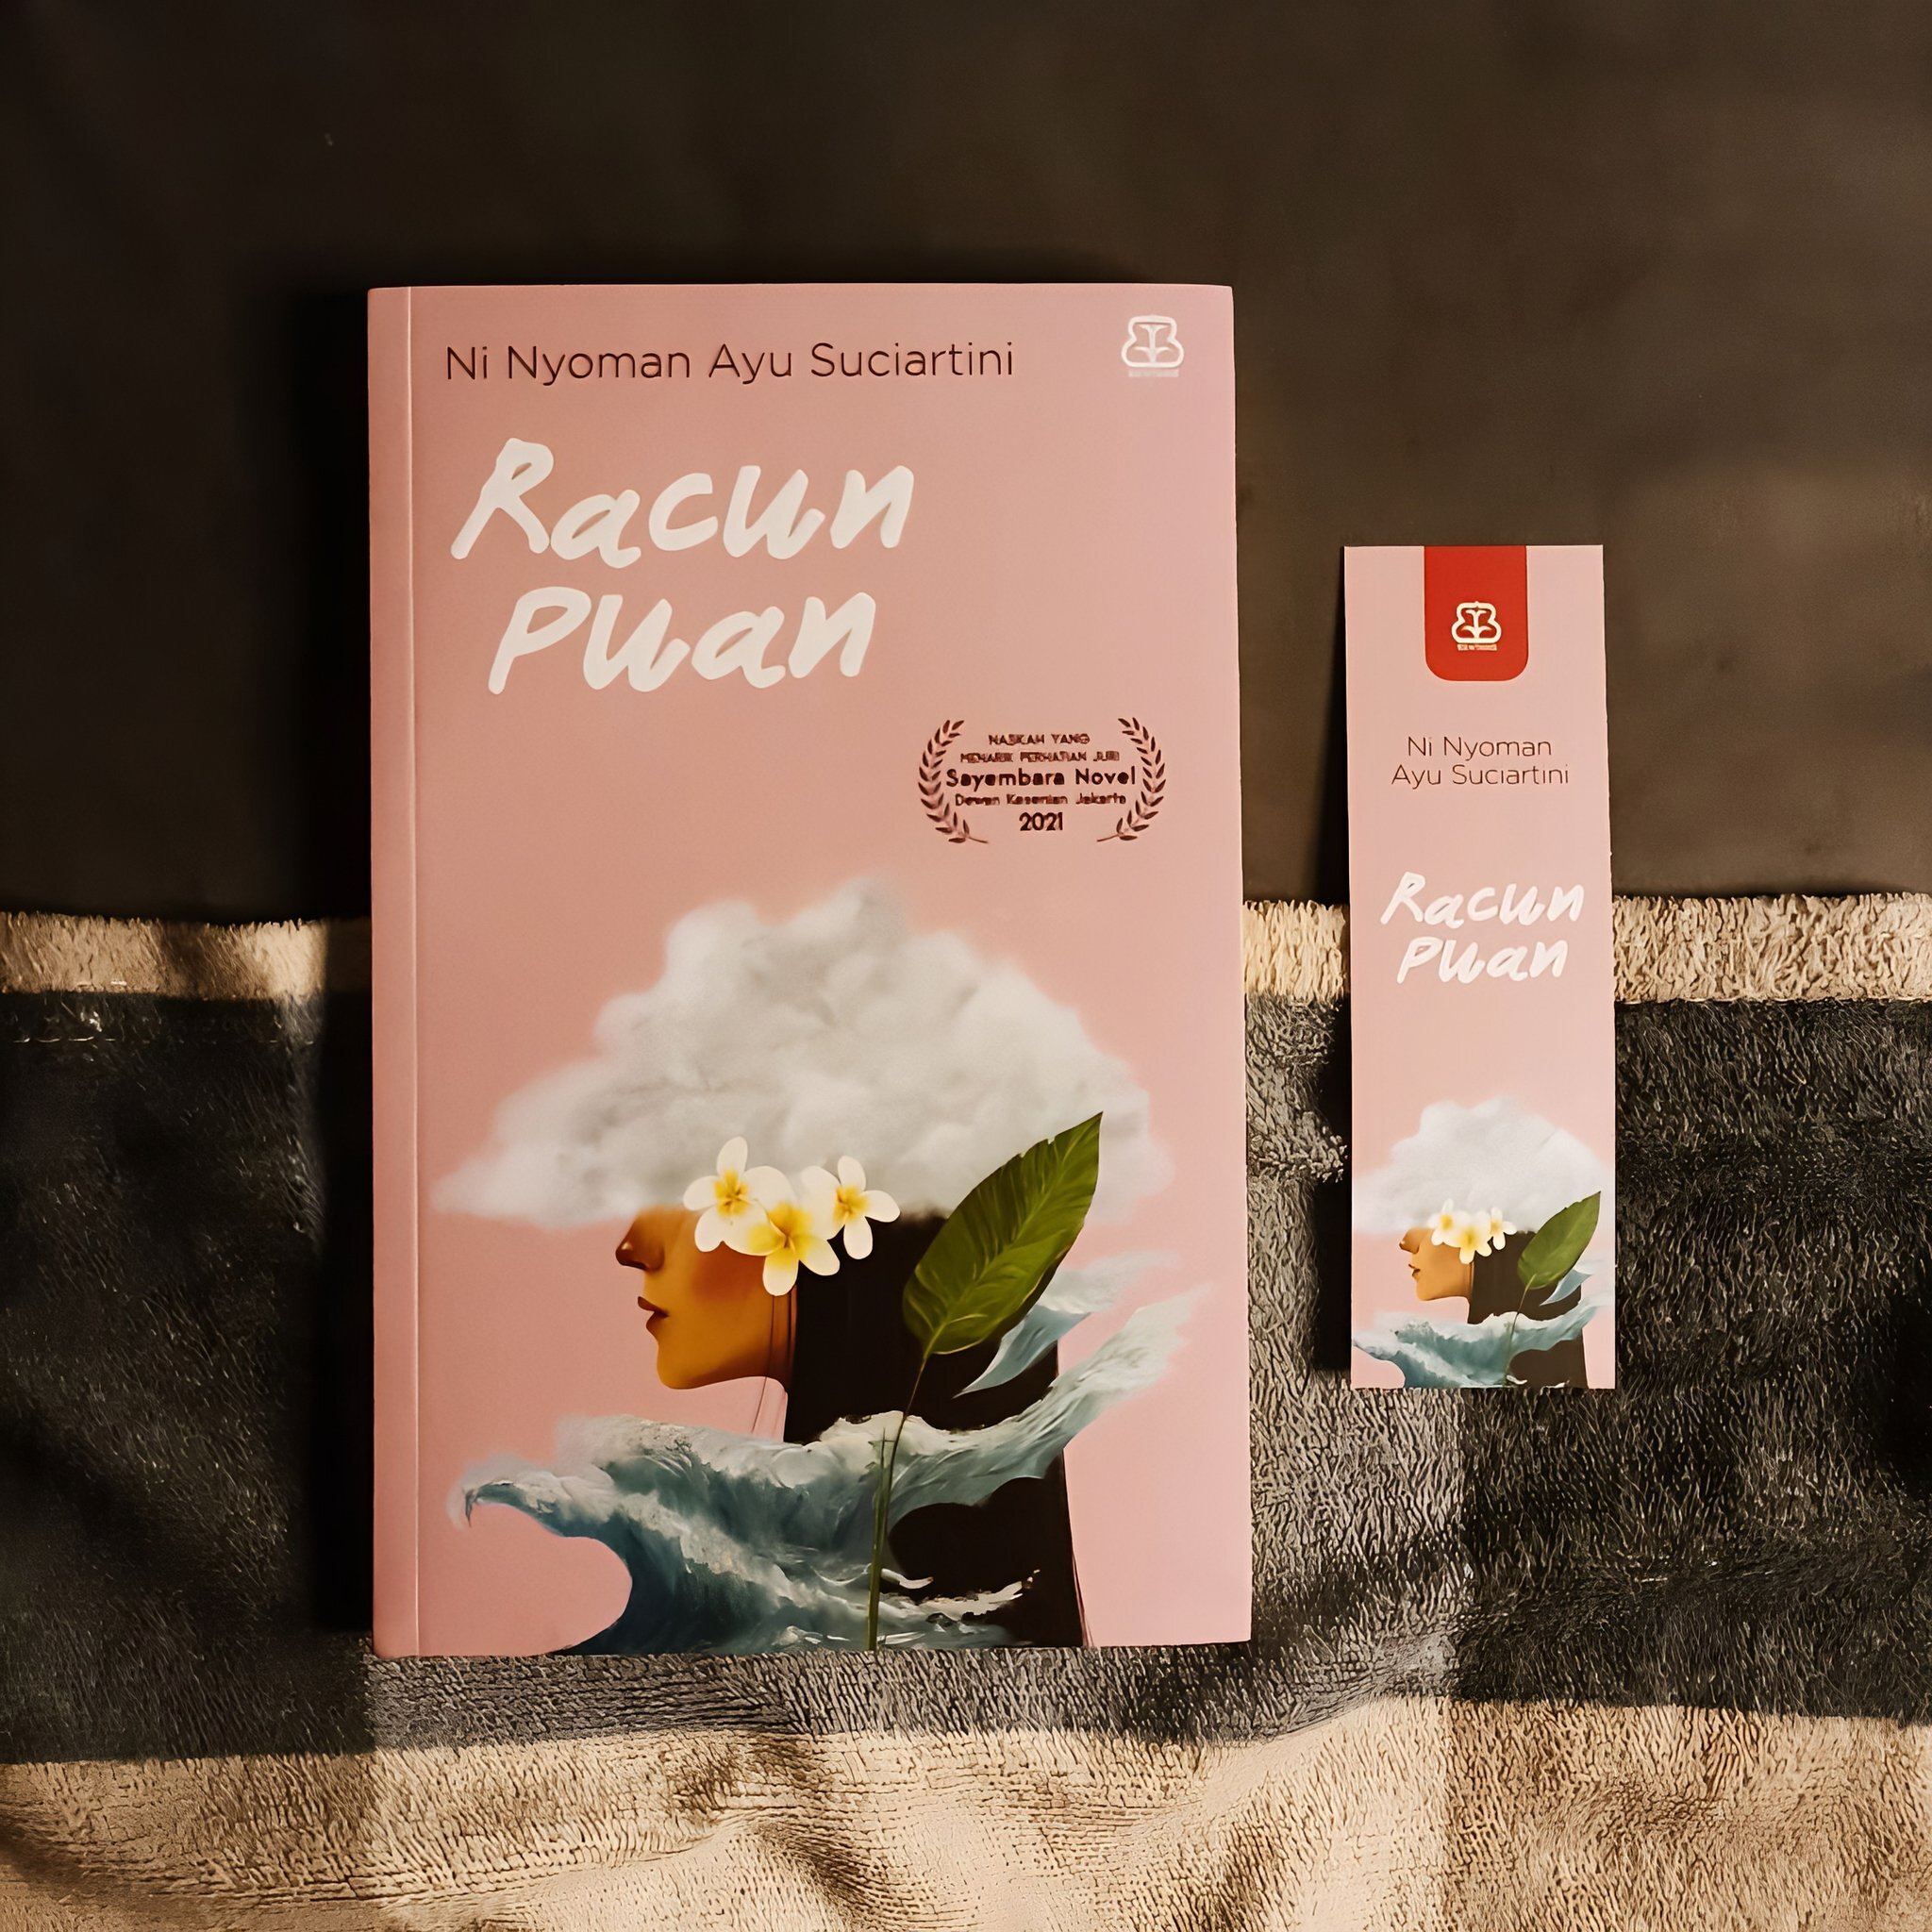 Ni Nyoman Ayu Suciartini
Racun
Puan
NASKAH YANG
MENARIK PERHATIAN JURI
Sayembara Novel
Dewan Kesenian Jakarta
2021
Ni Nyoman
Ayu Suciartini
Racun
Puan